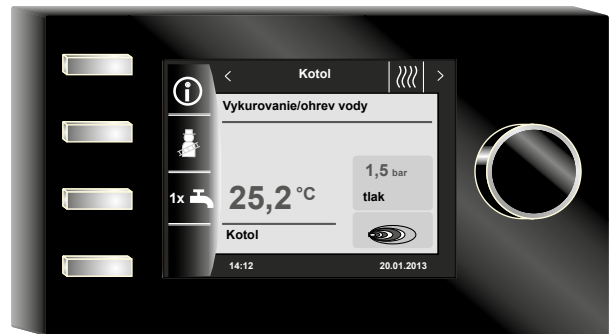 Kotol
Vykurovanie/ohrev vody
1x
1,5 bar
25,2 °C
tlak
Kotol
14:12
20.01.2013